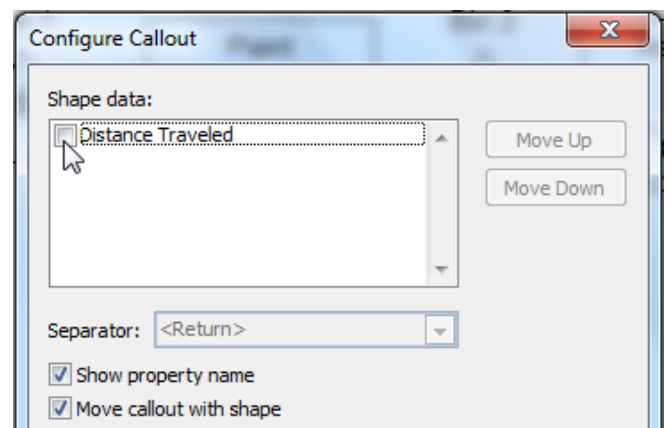 Configure Callout
Paint
Shape data:
Distance Traveled
Move Up
Move Down
Separator: <Return>
Show property name
Move callout with shape